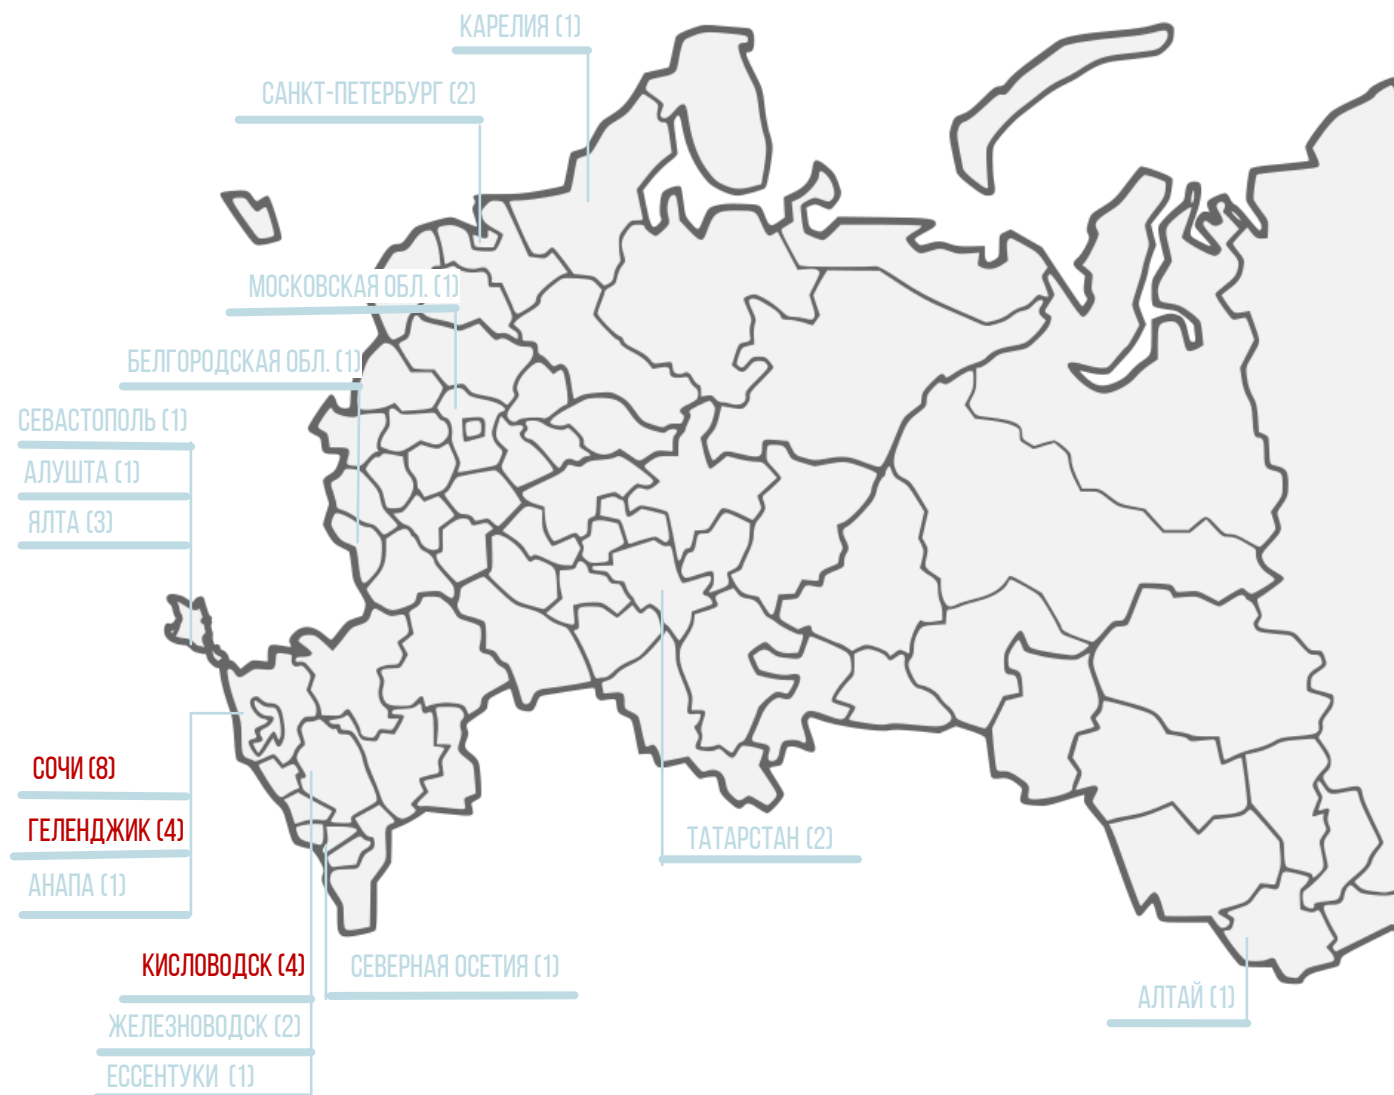 КАРЕЛИЯ (1)
САНКТ-ПЕТЕРБУРГ (2)
МОСКОВСКАЯ ОБЛ. (1)
БЕЛГОРОДСКАЯ ОБЛ. (1)
СЕВАСТОПОЛЬ (1)
АЛУШТА (1)
ЯЛТА (3)
СОЧИ (8)
ГЕЛЕНДЖИК (4)
АНАПА (1)
ТАТАРСТАН (2)
КИСЛОВОДСК (4)
СЕВЕРНАЯ ОСЕТИЯ (1)
ЖЕЛЕЗНОВОДСК (2)
ЕССЕНТУКИ (1)
АЛТАЙ (1)